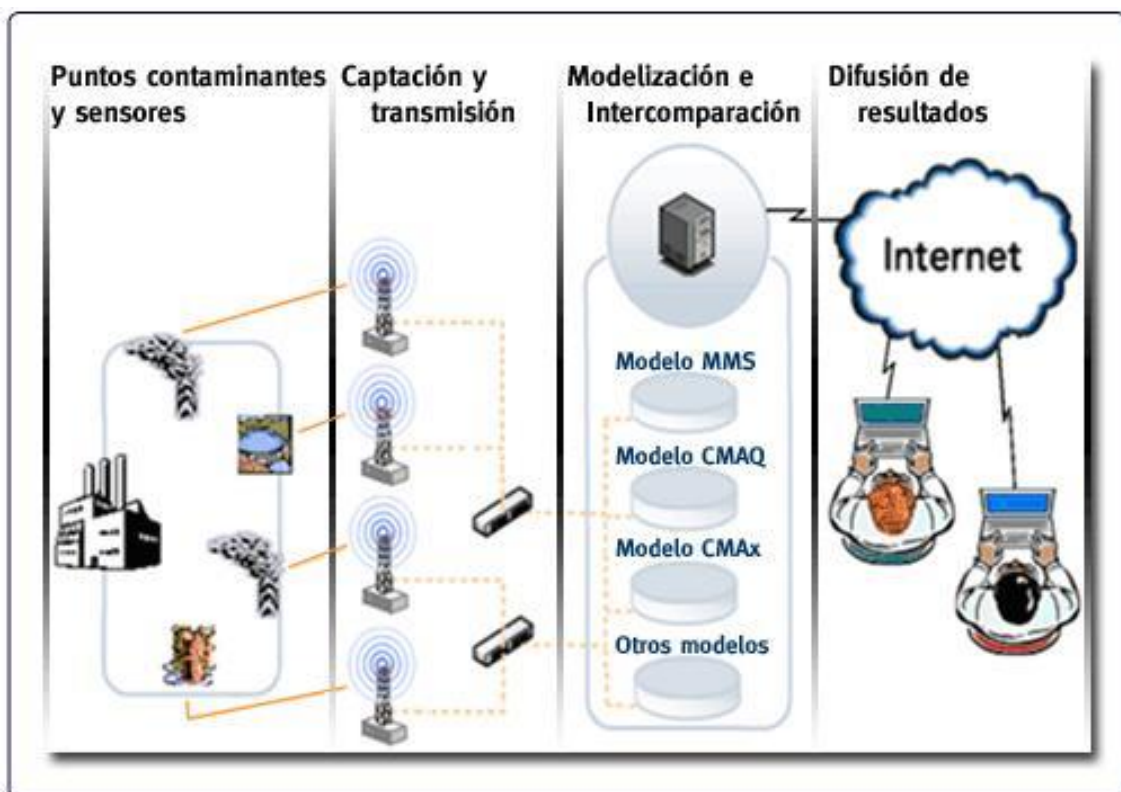 Puntos contaminantes
y sensores
Captación y
transmisión
Modelización e
Intercomparación
Difusión de
resultados
Internet
Modelo MMS
Modelo CMAQ
Modelo CMAx
Otros modelos